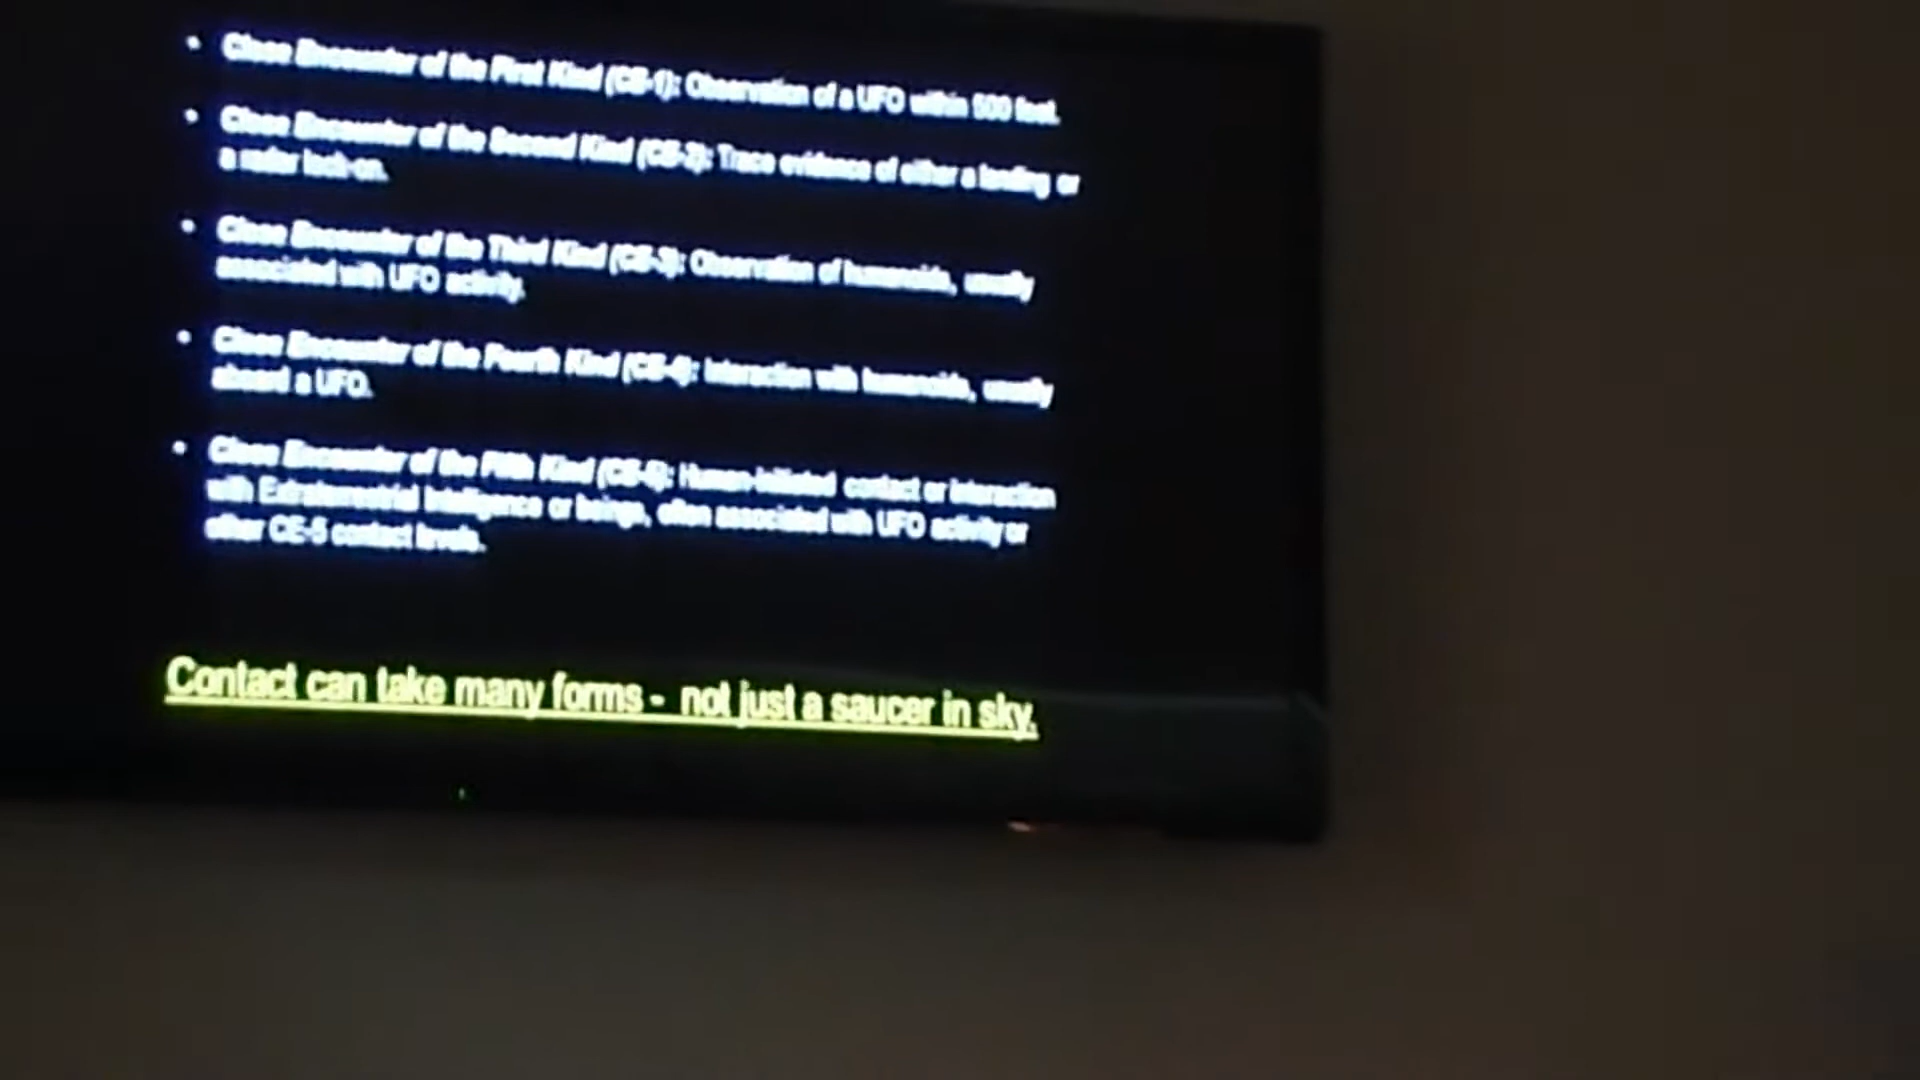 • Close Encounter of the First Kind (CE-1): Observation of a UFO within 500 feet.
• Close Encounter of the Second Kind (CE-2): Trace evidence of either a landing or
a radar lock-on.
• Close Encounter of the Third Kind (CE-3): Observation of humanoids, usually
associated with UFO activity.
• Close Encounter of the Fourth Kind (CE-4): Interaction with humanoids, usually
aboard a UFO.
• Close Encounter of the Fifth Kind (CE-5): Human-initiated contact or interaction
with Extraterrestrial Intelligence or beings, often associated with UFO activity or
other CE-5 contact levels.
Contact can take many forms - not just a saucer in sky.